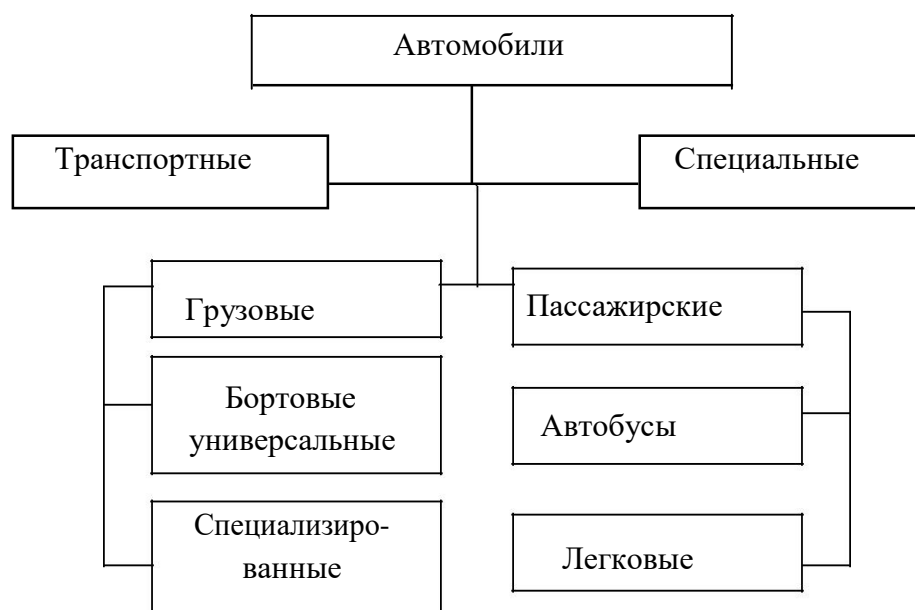 Автомобили
Транспортные
Специальные
Грузовые
Пассажирские
Бортовые
универсальные
Автобусы
Специализиро-
ванные
Легковые